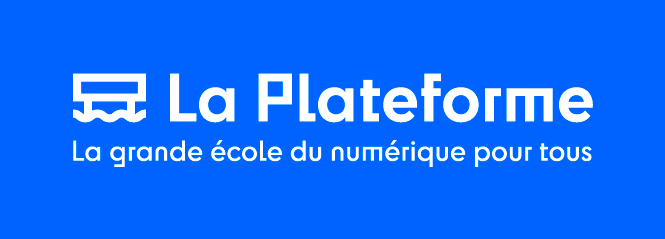 La Plateforme
La grande école du numérique pour tous